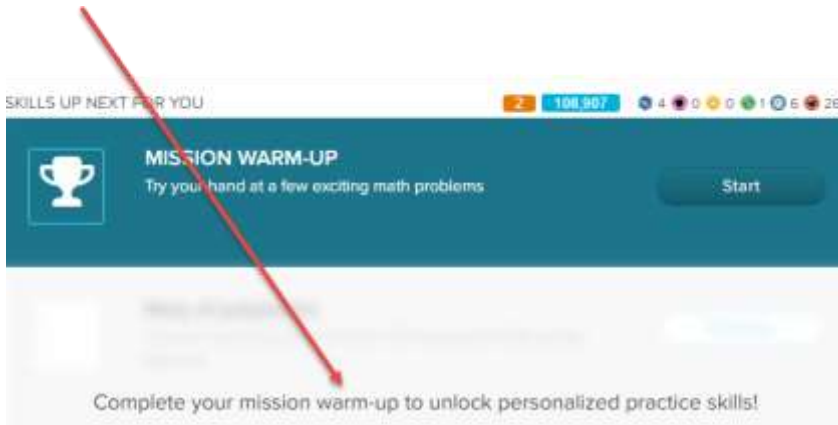 SKILLS UP NEXT FOR YOU 2 108,907 4 0 0 1 6 26
MISSION WARM-UP
Try your hand at a few exciting math problems
Start
Complete your mission warm-up to unlock personalized practice skills!